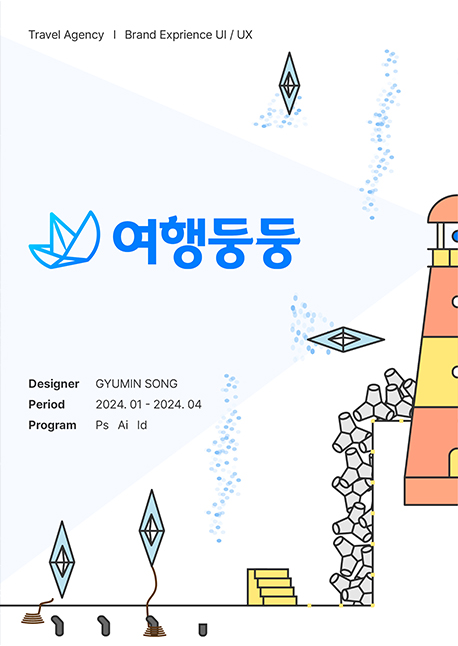 Travel Agency I Brand Exprience UI / UX
여행둥둥
Designer GYUMIN SONG
Period 2024. 01 - 2024. 04
Program Ps Ai Id